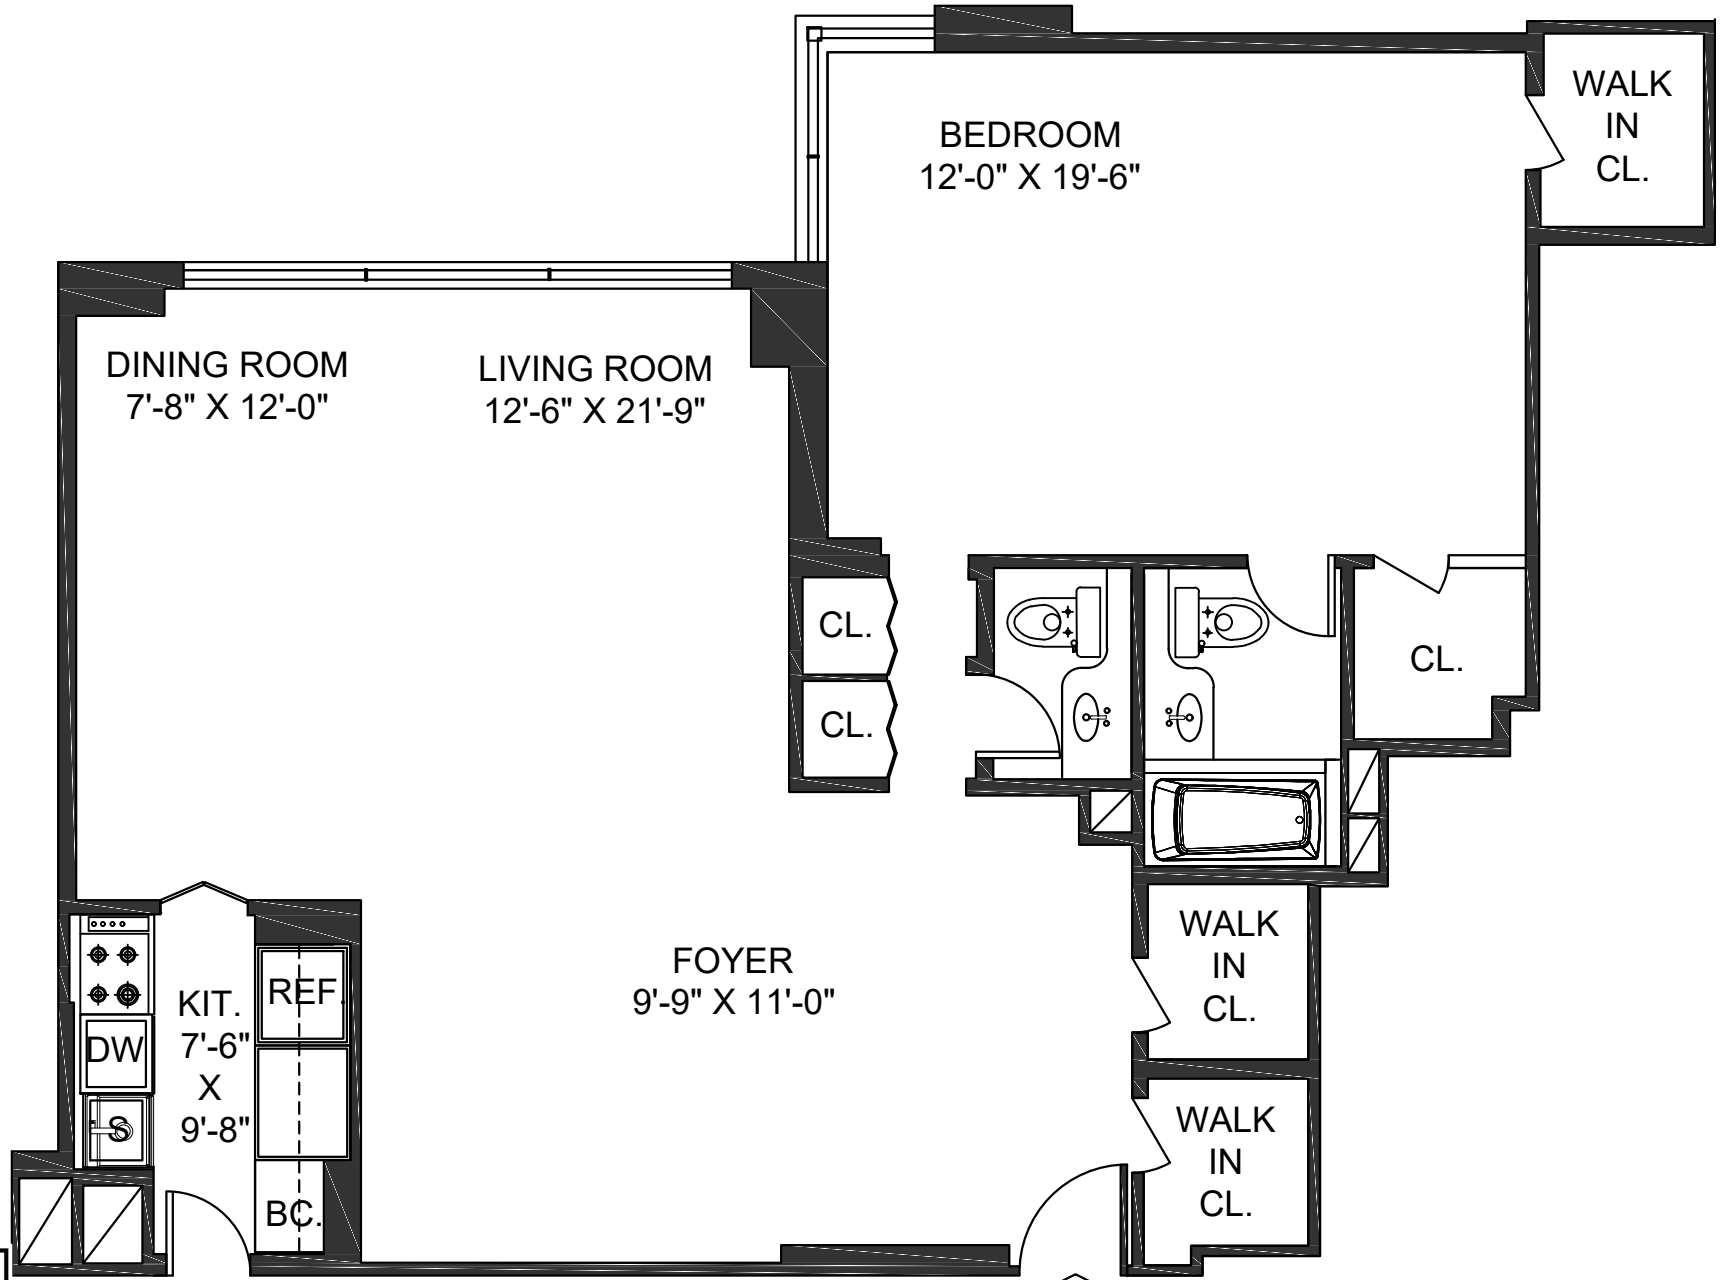 BEDROOM
12'-0" X 19'-6"
WALK
IN
CL.
DINING ROOM
7'-8" X 12'-0"
LIVING ROOM
12'-6" X 21'-9"
CL.
CL.
CL.
FOYER
9'-9" X 11'-0"
WALK
IN
CL.
KIT.
7'-6"
X
9'-8"
REF.
DW
S
BC.
WALK
IN
CL.